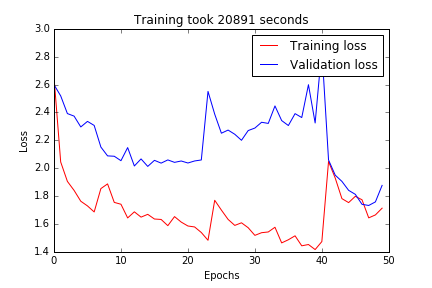 Training took 20891 seconds
3.0
2.8
2.6
2.4
2.2
2.0
1.8
1.6
1.4
Loss
Training loss
Validation loss
0 10 20 30 40 50
Epochs